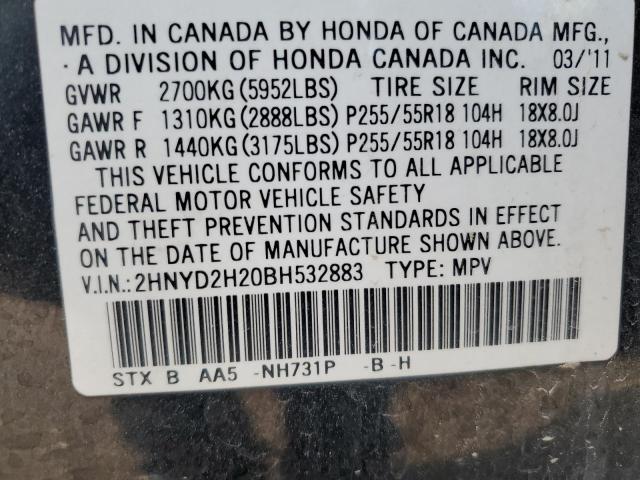 MFD. IN CANADA BY HONDA OF CANADA MFG.,
A DIVISION OF HONDA CANADA INC. 03/'11
GVWR 2700KG(5952LBS) TIRE SIZE RIM SIZE
GAWR F 1310KG(2888LBS) P255/55R18 104H 18X8.0J
GAWR R 1440KG(3175LBS) P255/55R18 104H 18X8.0J
THIS VEHICLE CONFORMS TO ALL APPLICABLE
FEDERAL MOTOR VEHICLE SAFETY
AND THEFT PREVENTION STANDARDS IN EFFECT
ON THE DATE OF MANUFACTURE SHOWN ABOVE.
V.I.N.:2HNYD2H20BH532883 TYPE: MPV
STX B AA5 -NH731P -B -H